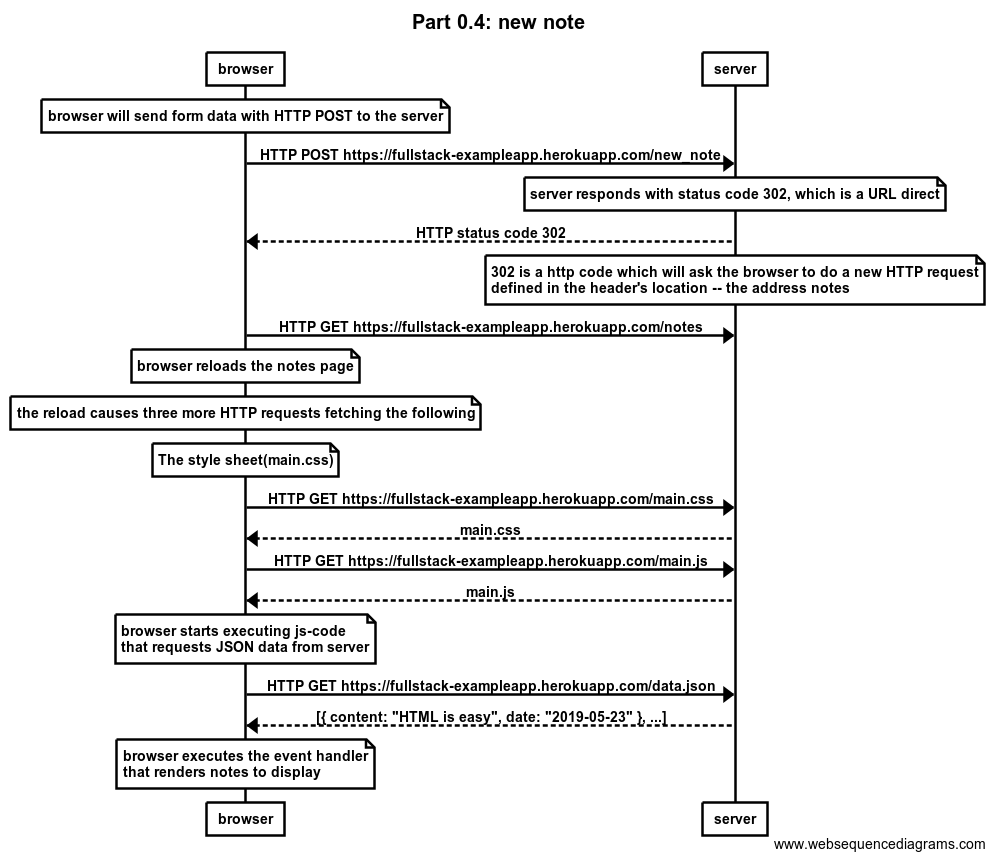 Part 0.4: new note
browser
server
browser will send form data with HTTP POST to the server
HTTP POST https://fullstack-exampleapp.herokuapp.com/new_note
server responds with status code 302, which is a URL direct
HTTP status code 302
302 is a http code which will ask the browser to do a new HTTP request
defined in the header's location -- the address notes
HTTP GET https://fullstack-exampleapp.herokuapp.com/notes
browser reloads the notes page
the reload causes three more HTTP requests fetching the following
The style sheet(main.css)
HTTP GET https://fullstack-exampleapp.herokuapp.com/main.css
main.css
HTTP GET https://fullstack-exampleapp.herokuapp.com/main.js
main.js
browser starts executing js-code
that requests JSON data from server
HTTP GET https://fullstack-exampleapp.herokuapp.com/data.json
[{ content: "HTML is easy", date: "2019-05-23" }, ...]
browser executes the event handler
that renders notes to display
browser
server
www.websequencediagrams.com